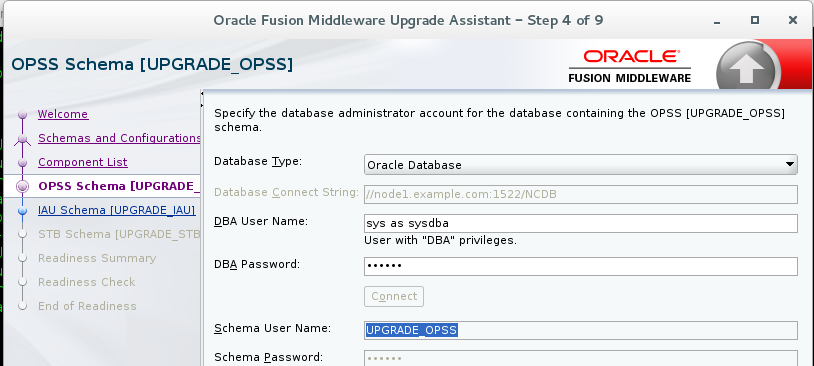 Oracle Fusion Middleware Upgrade Assistant – Step 4 of 9
OPSS Schema [UPGRADE_OPSS]
ORACLE
FUSION MIDDLEWARE
Welcome
Schemas and Configurations
Component List
OPSS Schema [UPGRADE_
IAU Schema [UPGRADE_IAU]
STB Schema [UPGRADE_STB
Readiness Summary
Readiness Check
End of Readiness
Specify the database administrator account for the database containing the OPSS [UPGRADE_OPSS]
schema.
Database Type: Oracle Database
Database Connect String: //node1.example.com:1522/NCDB
DBA User Name: sys as sysdba
User with "DBA" privileges.
DBA Password: ••••••
Connect
Schema User Name: UPGRADE_OPSS
Schema Password: ••••••